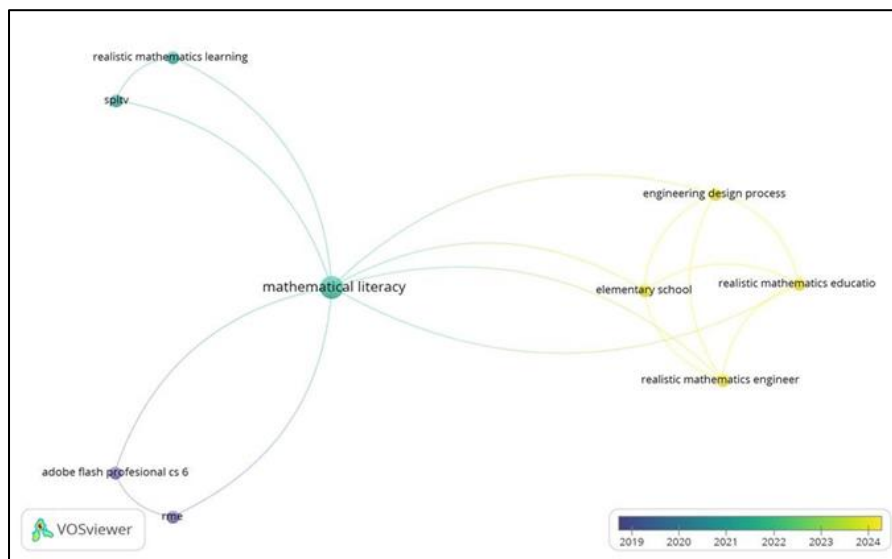 realistic mathematics learning
spltv
engineering design process
mathematical literacy
elementary school
realistic mathematics educatio
realistic mathematics engineer
adobe flash profesional cs 6
rme
VOSviewer
2019 2020 2021 2022 2023 2024